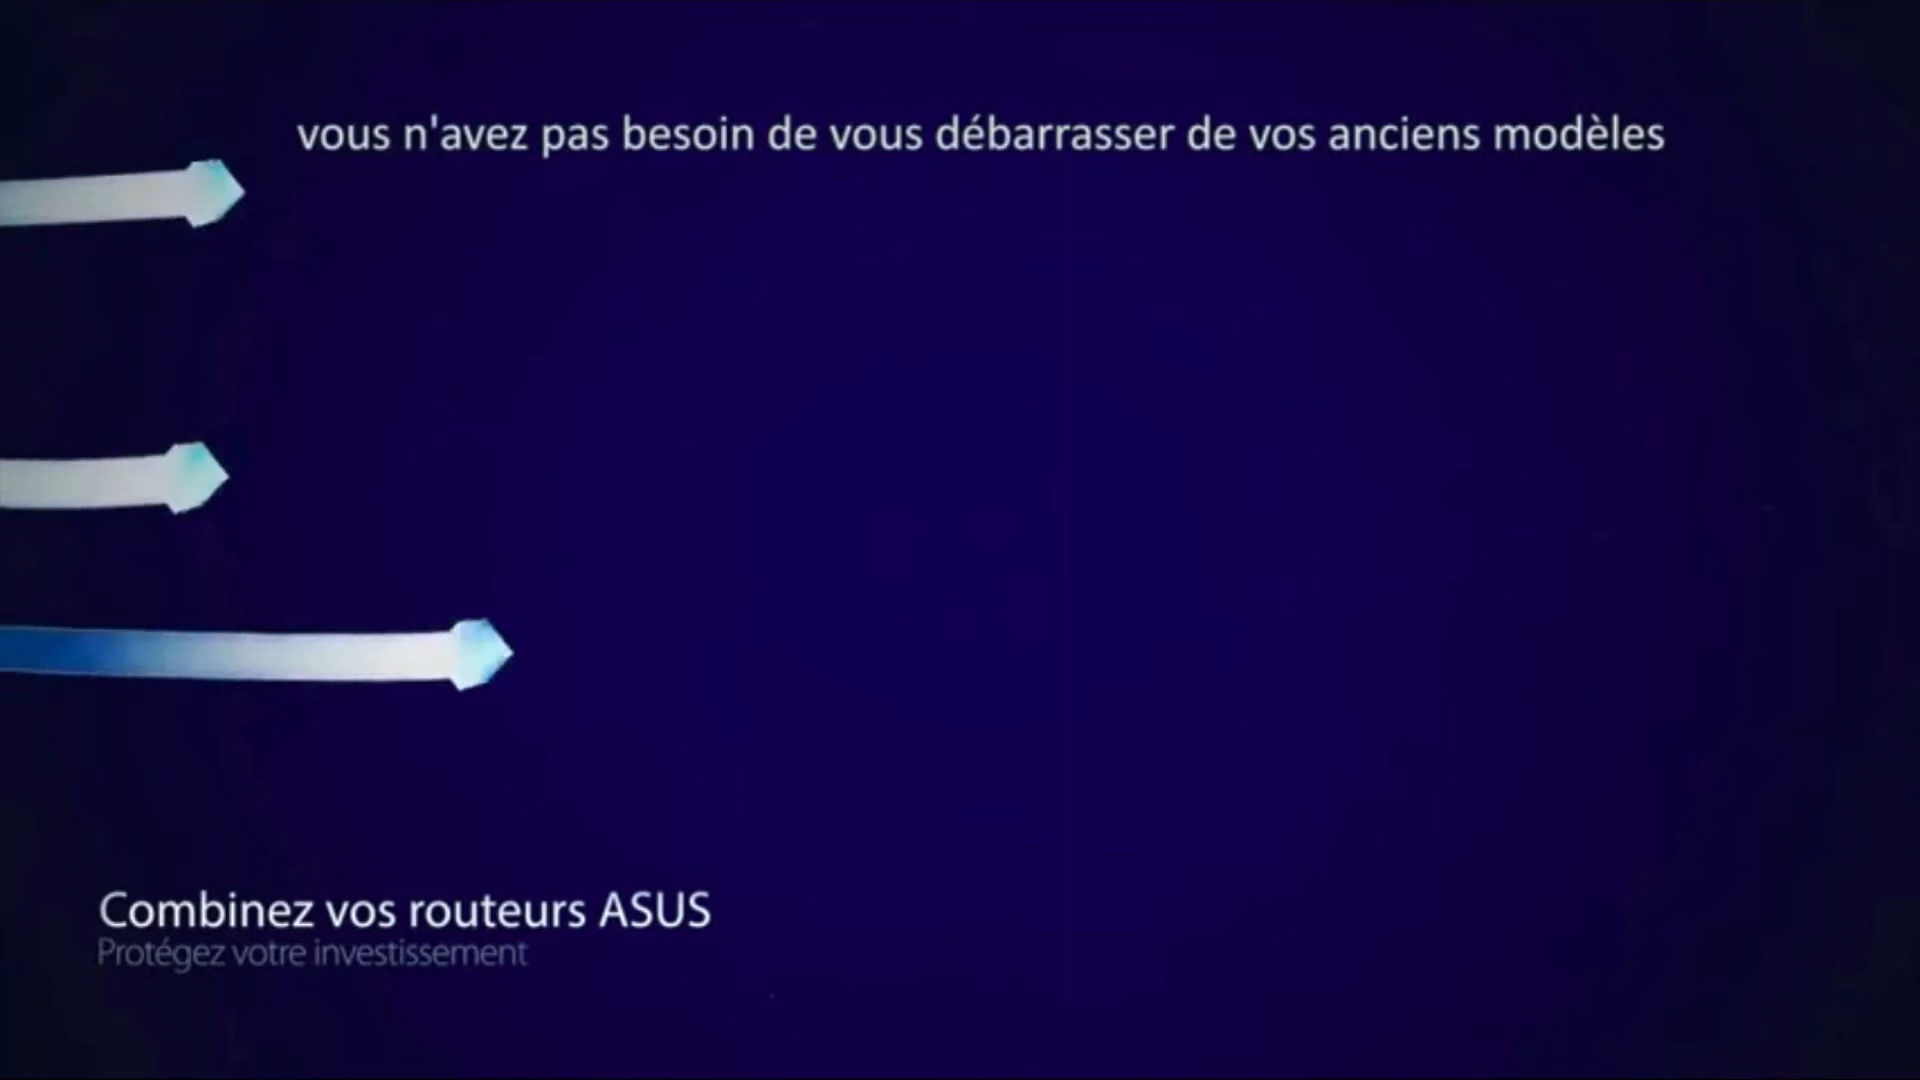 vous n'avez pas besoin de vous débarrasser de vos anciens modèles
Combinez vos routeurs ASUS
Protégez votre investissement